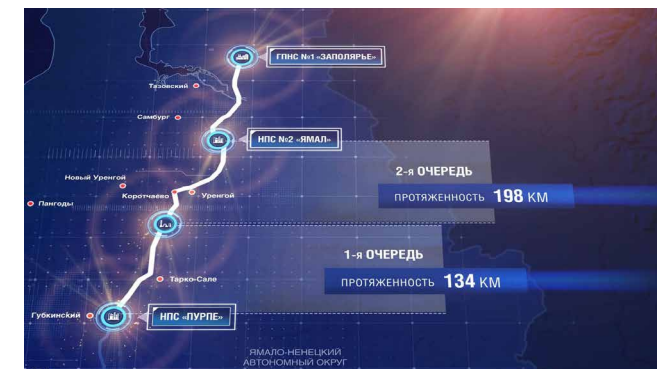 ГПНС №1 «ЗАПОЛЯРЬЕ»
Тазовский
Самбург
НПС №2 «ЯМАЛ»
2-я ОЧЕРЕДЬ
Новый Уренгой
Коротчаево
Уренгой
ПРОТЯЖЕННОСТЬ 198 КМ
Пангоды
1-я ОЧЕРЕДЬ
Тарко-Сале
ПРОТЯЖЕННОСТЬ 134 КМ
Губкинский
НПС «ПУРПЕ»
ЯМАЛО-НЕНЕЦКИЙ
АВТОНОМНЫЙ ОКРУГ